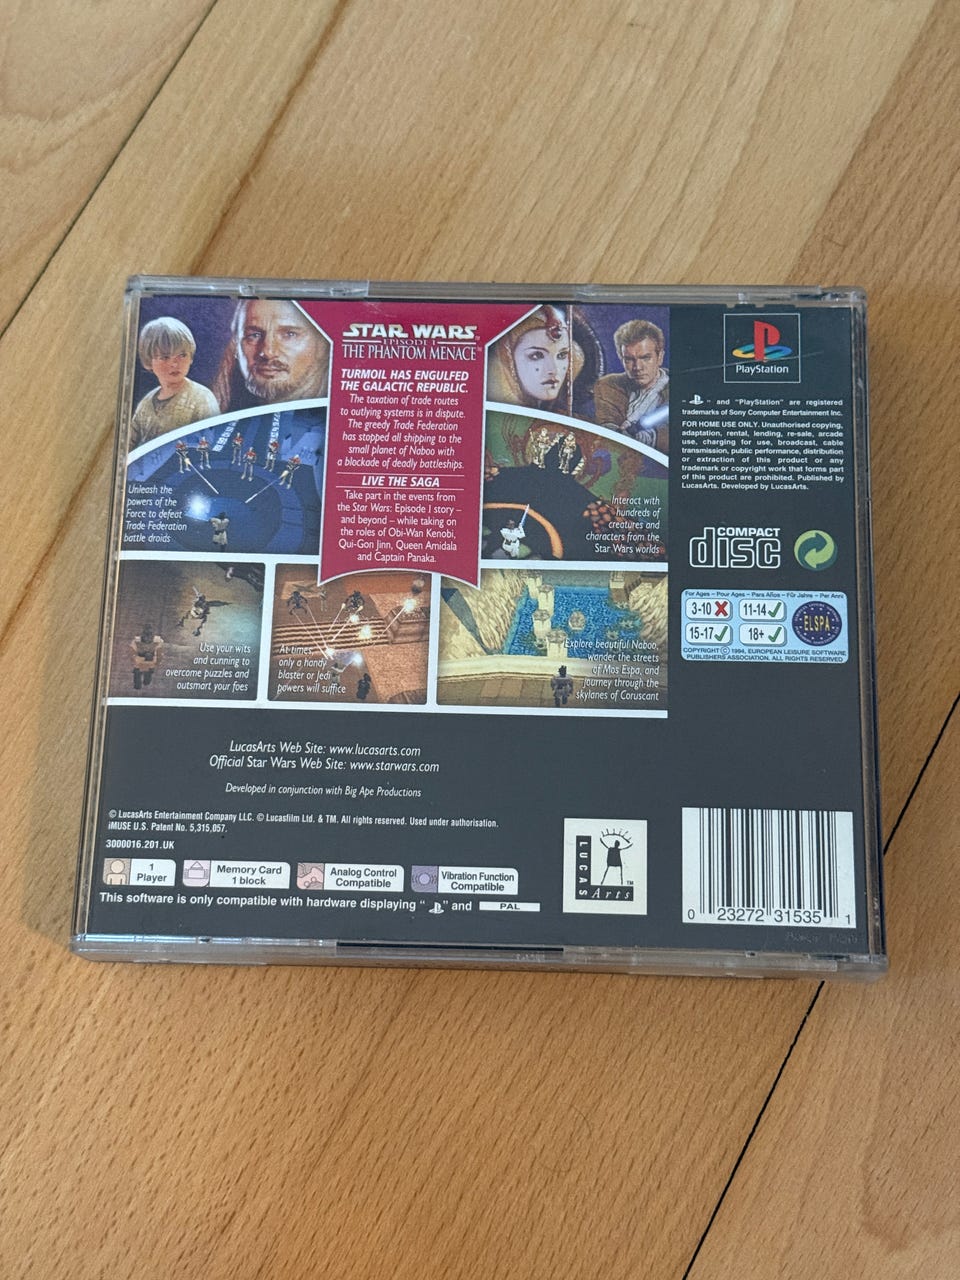 STAR WARS
EPISODE I
THE PHANTOM MENACE™
TURMOIL HAS ENGULFED
THE GALACTIC REPUBLIC.
The taxation of trade routes
to outlying systems is in dispute.
The greedy Trade Federation
has stopped all shipping to the
small planet of Naboo with
a blockade of deadly battleships.
LIVE THE SAGA
Take part in the events from
the Star Wars: Episode I story –
and beyond – while taking on
the roles of Obi-Wan Kenobi,
Qui-Gon Jinn, Queen Amidala
and Captain Panaka.
Unleash the
powers of the
Force to defeat
Trade Federation
battle droids
Interact with
hundreds of
creatures and
characters from the
Star Wars worlds
Use your wits
and cunning to
overcome puzzles and
outsmart your foes
At times
only a handy
blaster or Jedi
powers will suffice
Explore beautiful Naboo,
wander the streets
of Mos Espa, and
journey through the
skylanes of Coruscant
PlayStation
" " and "PlayStation" are registered
trademarks of Sony Computer Entertainment Inc.
FOR HOME USE ONLY. Unauthorised copying,
adaptation, rental, lending, re-sale, arcade
use, charging for use, broadcast, cable
transmission, public performance, distribution
or extraction of this product or any
trademark or copyright work that forms part
of this product are prohibited. Published by
LucasArts. Developed by LucasArts.
COMPACT
disc
For Ages – Pour Ages – Para Años – Für Jahre – Per Anni
3-10 11-14
15-17 18+
ELSPA
COPYRIGHT © 1994, EUROPEAN LEISURE SOFTWARE
PUBLISHERS ASSOCIATION. ALL RIGHTS RESERVED
LucasArts Web Site: www.lucasarts.com
Official Star Wars Web Site: www.starwars.com
Developed in conjunction with Big Ape Productions
© LucasArts Entertainment Company LLC. © Lucasfilm Ltd. & TM. All rights reserved. Used under authorisation.
iMUSE U.S. Patent No. 5,315,057.
3000016.201.UK
1
Player
Memory Card
1 block
Analog Control
Compatible
Vibration Function
Compatible
This software is only compatible with hardware displaying " " and PAL
LUCAS
Arts™
0 23272 31535 1